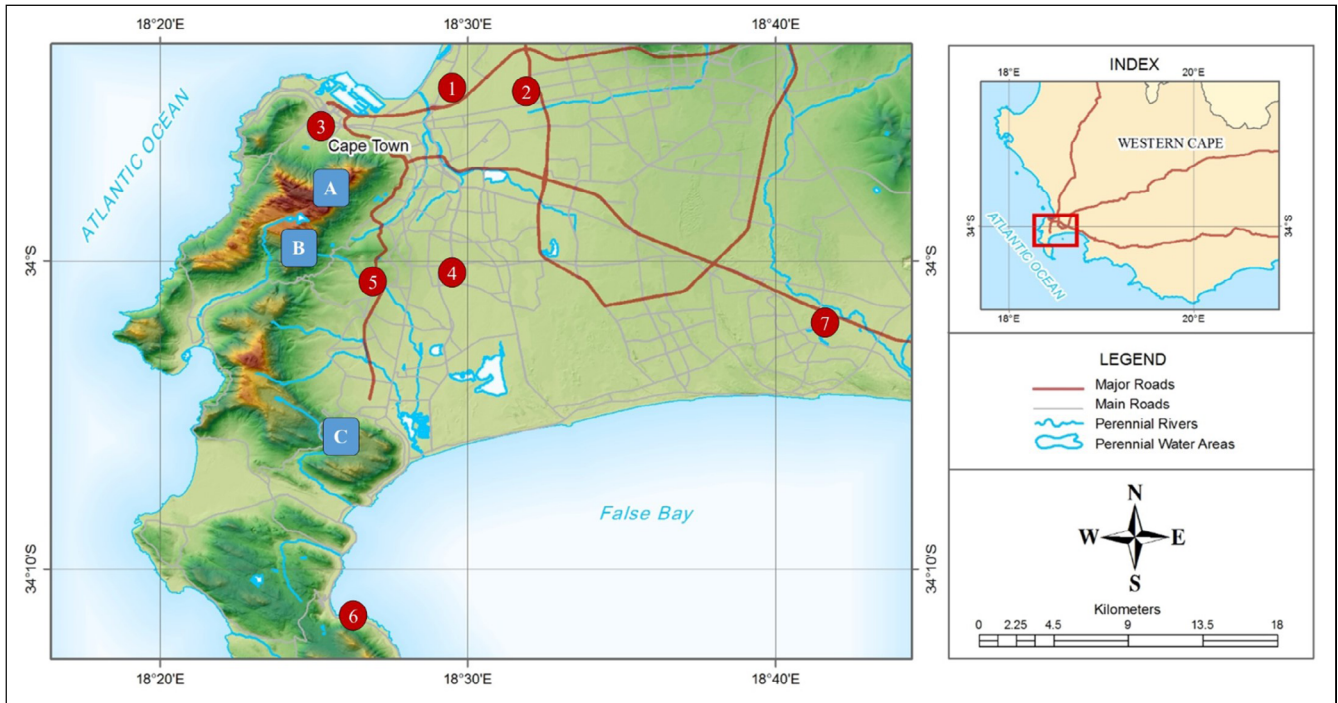 18°20'E 18°30'E 18°40'E
ATLANTIC OCEAN
1
2
3
Cape Town
A
B
34°S 34°S
5
4
7
C
False Bay
34°10'S 34°10'S
6
18°20'E 18°30'E 18°40'E
INDEX
18°E 20°E
WESTERN CAPE
34°S 34°S
ATLANTIC OCEAN
18°E 20°E
LEGEND
Major Roads
Main Roads
Perennial Rivers
Perennial Water Areas
N
W E
S
Kilometers
0 2.25 4.5 9 13.5 18